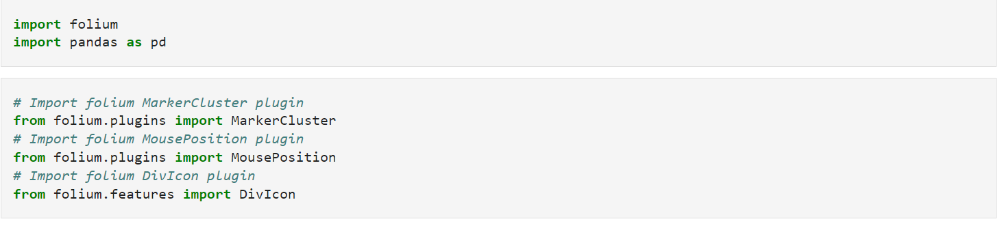 import folium
import pandas as pd
# Import folium MarkerCluster plugin
from folium.plugins import MarkerCluster
# Import folium MousePosition plugin
from folium.plugins import MousePosition
# Import folium DivIcon plugin
from folium.features import DivIcon